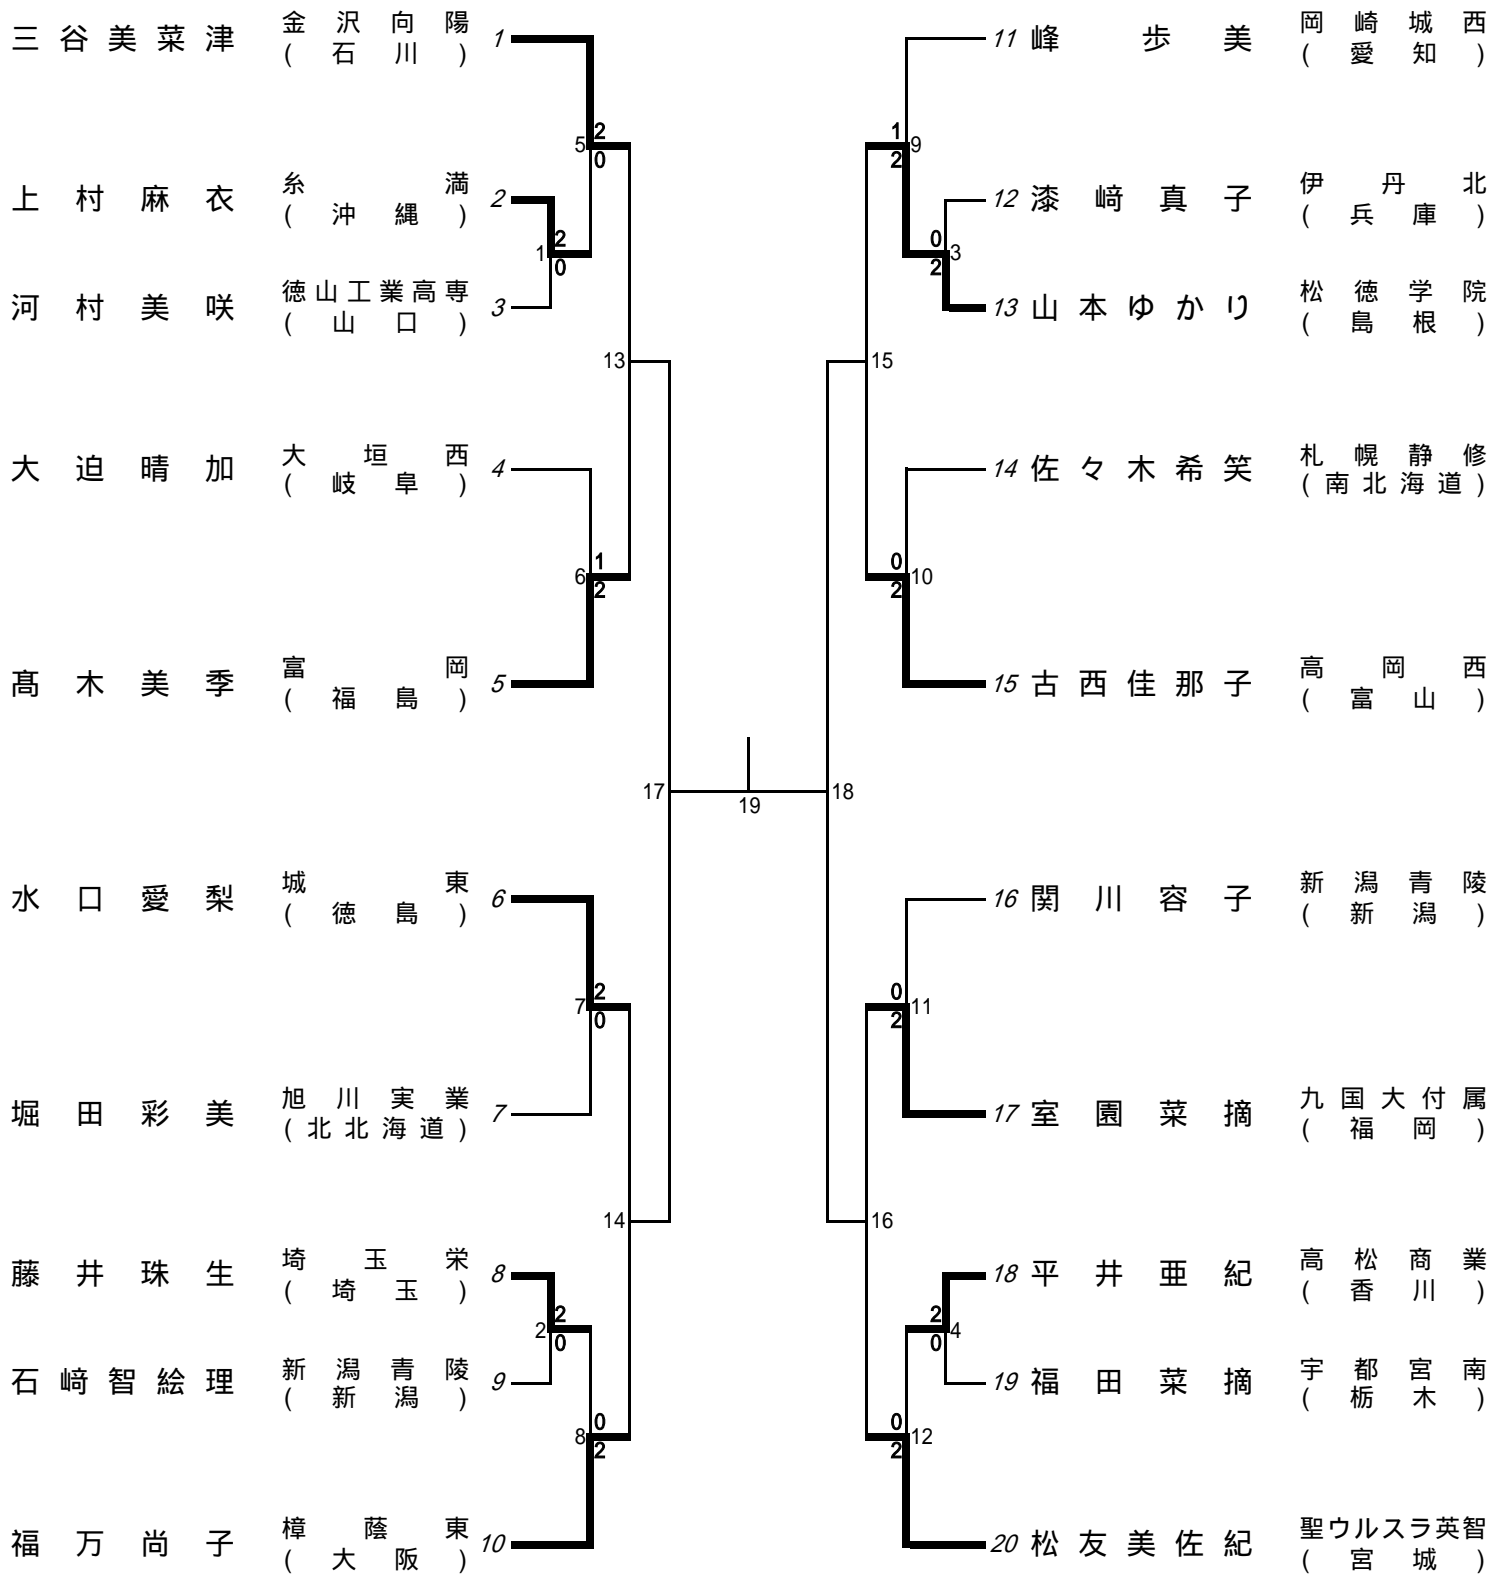 三谷美菜津 金沢向陽 (石川) 1
上村麻衣 糸満 (沖縄) 2
河村美咲 徳山工業高専 (山口) 3
大迫晴加 大垣西 (岐阜) 4
髙木美季 富岡 (福島) 5
水口愛梨 城東 (徳島) 6
堀田彩美 旭川実業 (北北海道) 7
藤井珠生 埼玉栄 (埼玉) 8
石﨑智絵理 新潟青陵 (新潟) 9
福万尚子 樟蔭東 (大阪) 10
5 2 0
1 2 0
13
6 1 2
7 2 0
14
2 2 0
8 0 2
17
19
18
1 2 9
0 2 3
15
0 2 10
0 2 11
16
2 0 4
0 2 12
11 峰歩美 岡崎城西 (愛知)
12 漆﨑真子 伊丹北 (兵庫)
13 山本ゆかり 松徳学院 (島根)
14 佐々木希笑 札幌静修 (南北海道)
15 古西佳那子 高岡西 (富山)
16 関川容子 新潟青陵 (新潟)
17 室園菜摘 九国大付属 (福岡)
18 平井亜紀 高松商業 (香川)
19 福田菜摘 宇都宮南 (栃木)
20 松友美佐紀 聖ウルスラ英智 (宮城)